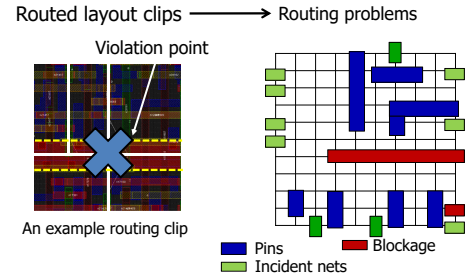 Routed layout clips
Routing problems
Violation point
An example routing clip
Pins
Blockage
Incident nets